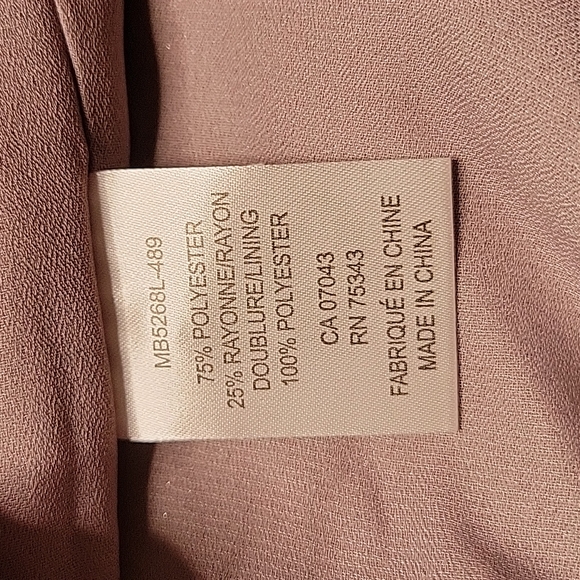 MB5268L-489
75% POLYESTER
25% RAYONNE/RAYON
DOUBLURE/LINING
100% POLYESTER
CA 07043
RN 75343
FABRIQUÉ EN CHINE
MADE IN CHINA